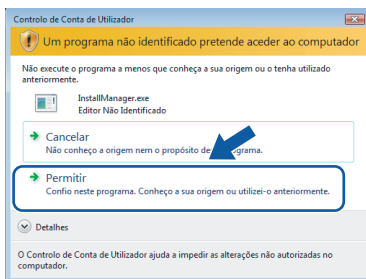 Controlo de Conta de Utilizador
Um programa não identificado pretende aceder ao computador
Não execute o programa a menos que conheça a sua origem ou o tenha utilizado
anteriormente.
InstallManager.exe
Editor Não Identificado
Cancelar
Não conheço a origem nem o propósito de
Permitir
Confio neste programa. Conheço a sua origem ou utilizei-o anteriormente.
Detalhes
O Controlo de Conta de Utilizador ajuda a impedir as alterações não autorizadas no
computador.